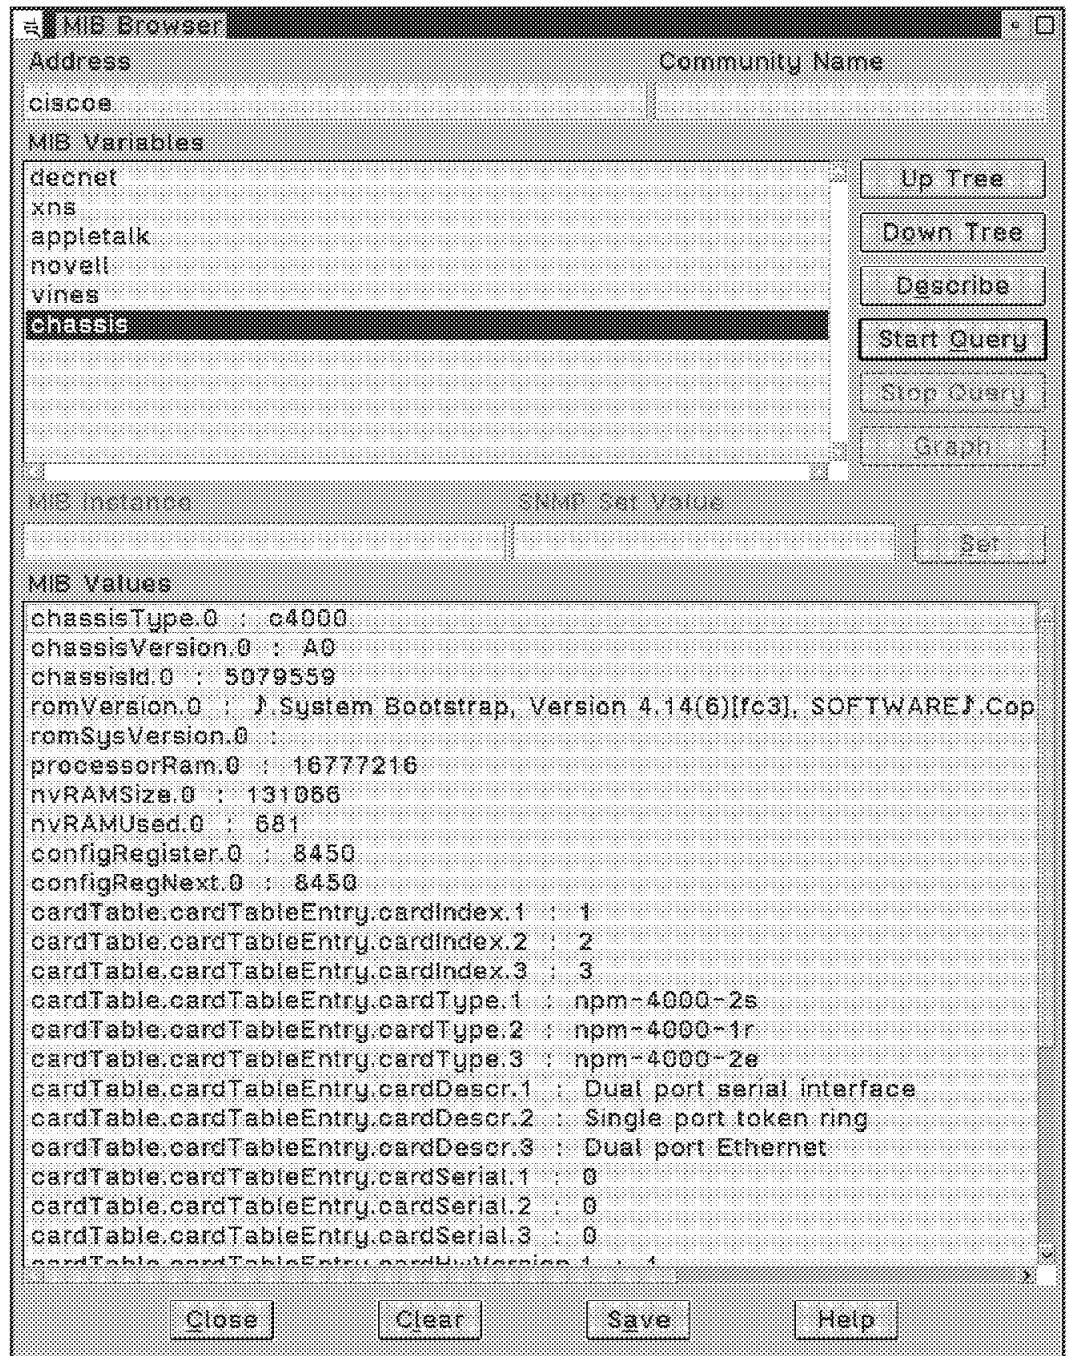 MIB Browser
Address Community Name
ciscoe
MIB Variables
decnet
xns
appletalk
novell
vines
chassis
Up Tree
Down Tree
Describe
Start Query
Stop Query
Graph
MIB Instance SNMP Set Value
Set
MIB Values
chassisType.0 : c4000
chassisVersion.0 : A0
chassisId.0 : 5079559
romVersion.0 : ♪.System Bootstrap, Version 4.14(6)[fc3], SOFTWARE♪.Cop
romSysVersion.0 :
processorRam.0 : 16777216
nvRAMSize.0 : 131066
nvRAMUsed.0 : 681
configRegister.0 : 8450
configRegNext.0 : 8450
cardTable.cardTableEntry.cardIndex.1 : 1
cardTable.cardTableEntry.cardIndex.2 : 2
cardTable.cardTableEntry.cardIndex.3 : 3
cardTable.cardTableEntry.cardType.1 : npm-4000-2s
cardTable.cardTableEntry.cardType.2 : npm-4000-1r
cardTable.cardTableEntry.cardType.3 : npm-4000-2e
cardTable.cardTableEntry.cardDescr.1 : Dual port serial interface
cardTable.cardTableEntry.cardDescr.2 : Single port token ring
cardTable.cardTableEntry.cardDescr.3 : Dual port Ethernet
cardTable.cardTableEntry.cardSerial.1 : 0
cardTable.cardTableEntry.cardSerial.2 : 0
cardTable.cardTableEntry.cardSerial.3 : 0
cardTable.cardTableEntry.cardHwVersion.1 : 1
Close Clear Save Help